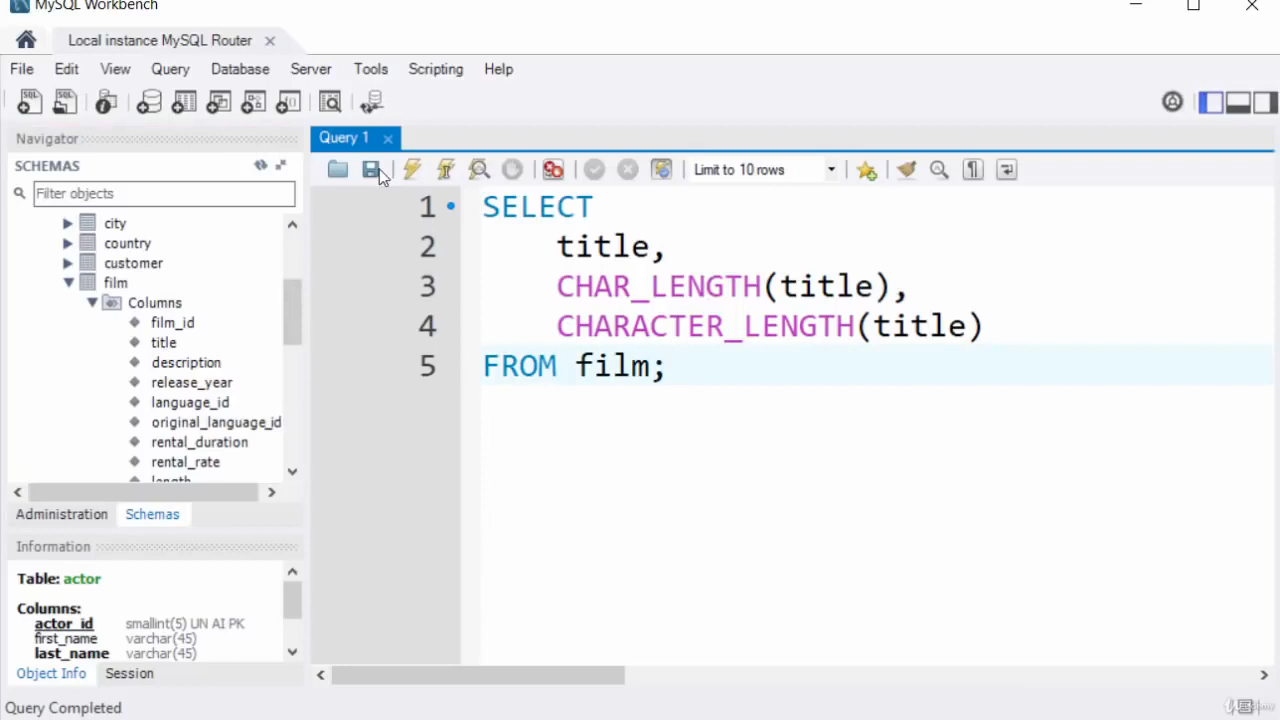 MySQL Workbench
Local instance MySQL Router
File Edit View Query Database Server Tools Scripting Help
SQL SQL
Navigator
SCHEMAS
Filter objects
city
country
customer
film
Columns
film_id
title
description
release_year
language_id
original_language_id
rental_duration
rental_rate
length
Administration Schemas
Information
Table: actor
Columns:
actor_id smallint(5) UN AI PK
first_name varchar(45)
last_name varchar(45)
Object Info Session
Query Completed
Query 1
Limit to 10 rows
1 SELECT
2 title,
3 CHAR_LENGTH(title),
4 CHARACTER_LENGTH(title)
5 FROM film;